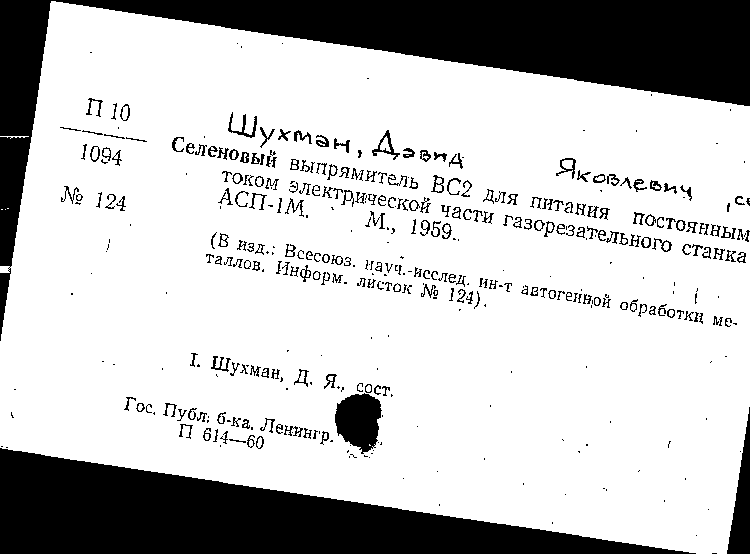 П 10
1094
№ 124
Шухман, Давид Яковлевич
Селеновый выпрямитель ВС2 для питания постоянным
током электрической части газорезательного станка
АСП-1М. М., 1959.
(В изд.: Всесоюз. науч.-исслед. ин-т автогенной обработки ме-
таллов. Информ. листок № 124).
I. Шухман, Д. Я., сост.
Гос. Публ. б-ка. Ленингр.
П 614—60